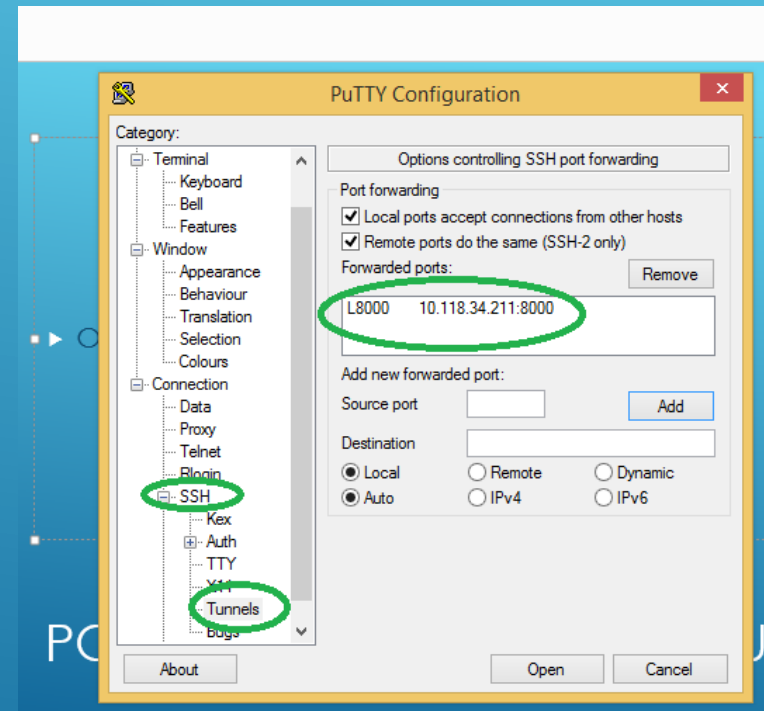 PuTTY Configuration
Category:
Terminal
Keyboard
Bell
Features
Window
Appearance
Behaviour
Translation
Selection
Colours
Connection
Data
Proxy
Telnet
Rlogin
SSH
Kex
Auth
TTY
X11
Tunnels
Bugs
Options controlling SSH port forwarding
Port forwarding
Local ports accept connections from other hosts
Remote ports do the same (SSH-2 only)
Forwarded ports:
Remove
L8000 10.118.34.211:8000
Add new forwarded port:
Source port
Add
Destination
Local Remote Dynamic
Auto IPv4 IPv6
About Open Cancel